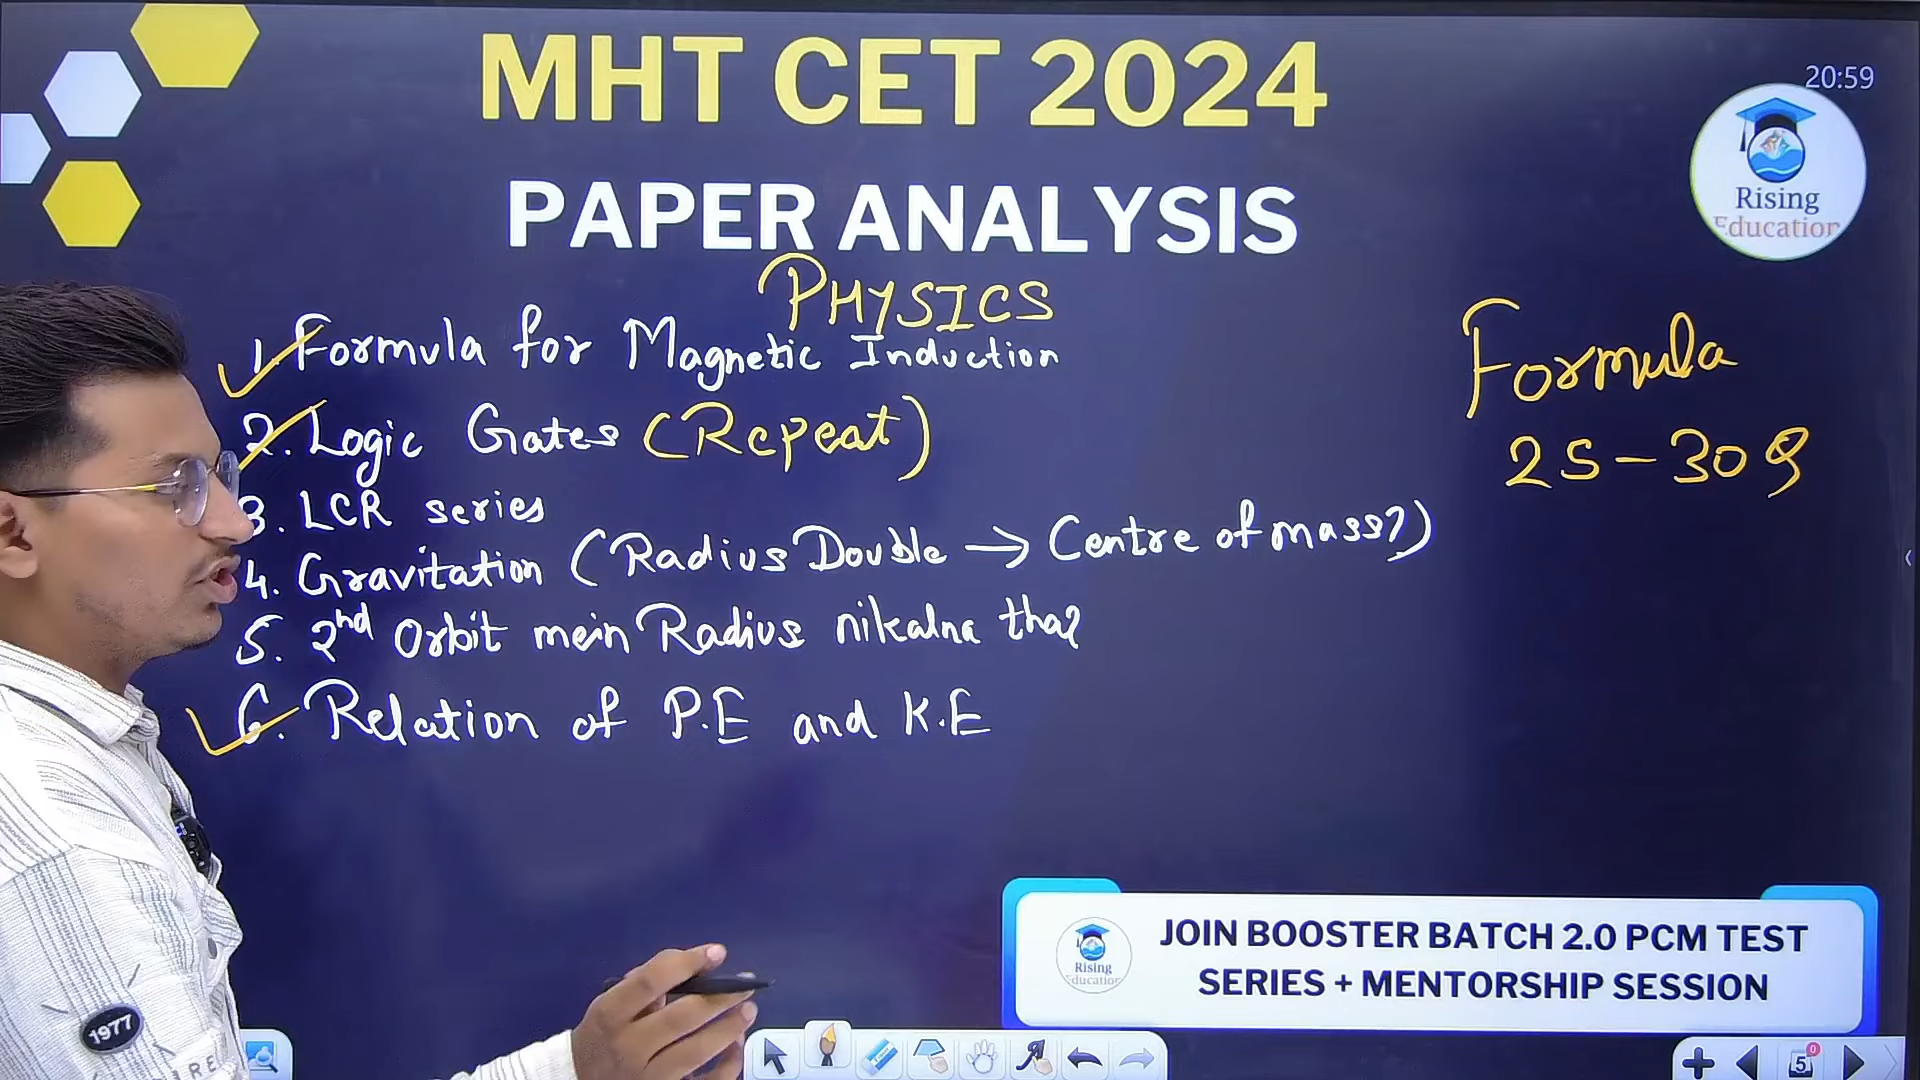 MHT CET 2024
20:59
PAPER ANALYSIS
Rising
Education
PHYSICS
1. Formula for Magnetic Induction
Formula
25-30Q
2. Logic Gates (Repeat)
3. LCR series
4. Gravitation (Radius Double → Centre of mass?)
5. 2nd Orbit mein Radius nikalna tha?
6. Relation of P.E and K.E
JOIN BOOSTER BATCH 2.0 PCM TEST
SERIES + MENTORSHIP SESSION
Rising
Education
1977
5
0